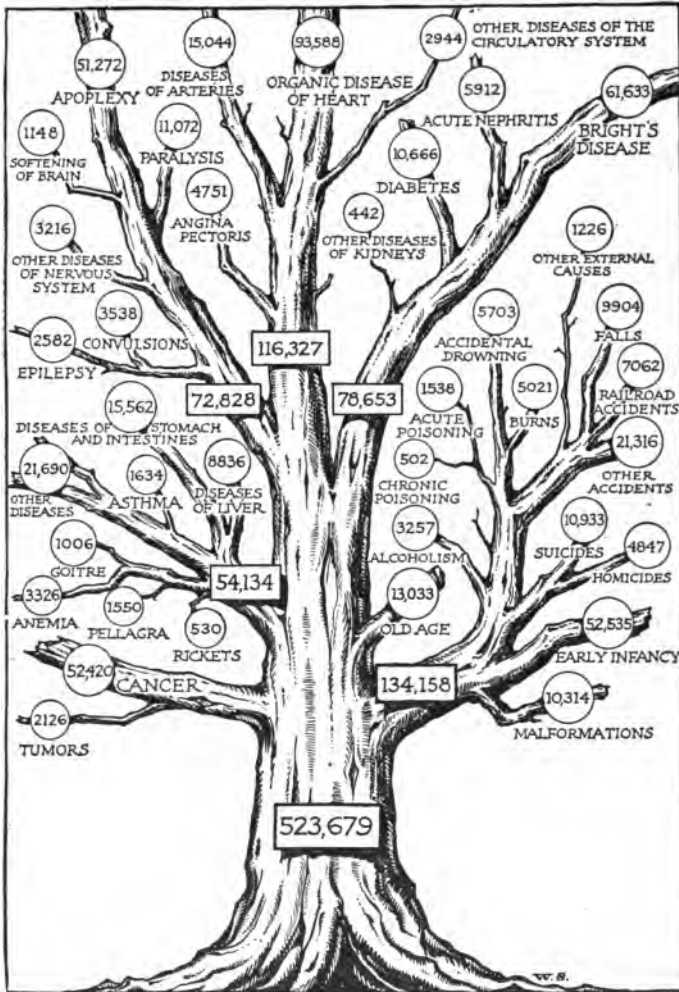 51,272
APOPLEXY
15,044
DISEASES
OF ARTERIES
93,588
ORGANIC DISEASE
OF HEART
2944
OTHER DISEASES OF THE
CIRCULATORY SYSTEM
5912
ACUTE NEPHRITIS
61,633
BRIGHT'S
DISEASE
1148
SOFTENING
OF BRAIN
11,072
PARALYSIS
4751
ANGINA
PECTORIS
10,666
DIABETES
442
OTHER DISEASES
OF KIDNEYS
3216
OTHER DISEASES
OF NERVOUS
SYSTEM
1226
OTHER EXTERNAL
CAUSES
3538
CONVULSIONS
2582
EPILEPSY
116,327
5703
ACCIDENTAL
DROWNING
9904
FALLS
72,828
78,653
1538
ACUTE
POISONING
5021
BURNS
7062
RAILROAD
ACCIDENTS
15,562
DISEASES OF STOMACH
AND INTESTINES
21,316
OTHER
ACCIDENTS
21,690
OTHER
DISEASES
1634
ASTHMA
8836
DISEASES
OF LIVER
502
CHRONIC
POISONING
3257
ALCOHOLISM
10,933
SUICIDES
4847
HOMICIDES
1006
GOITRE
54,134
13,033
OLD AGE
3326
ANEMIA
1550
PELLAGRA
530
RICKETS
52,535
EARLY INFANCY
52,420
CANCER
134,158
10,314
MALFORMATIONS
2126
TUMORS
523,679
W.S.